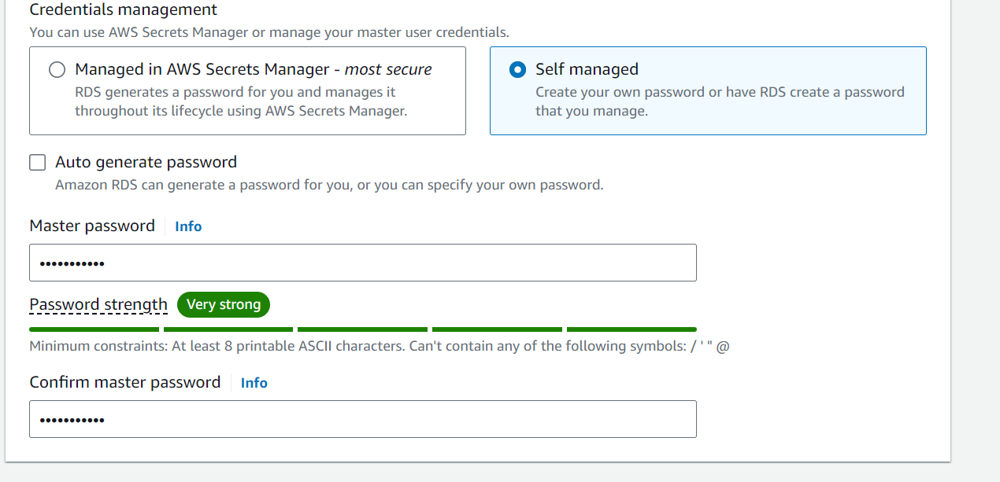 Credentials management
You can use AWS Secrets Manager or manage your master user credentials.
Managed in AWS Secrets Manager - most secure
RDS generates a password for you and manages it
throughout its lifecycle using AWS Secrets Manager.
Self managed
Create your own password or have RDS create a password
that you manage.
Auto generate password
Amazon RDS can generate a password for you, or you can specify your own password.
Master password Info
•••••••••••
Password strength Very strong
Minimum constraints: At least 8 printable ASCII characters. Can't contain any of the following symbols: / ' " @
Confirm master password Info
•••••••••••